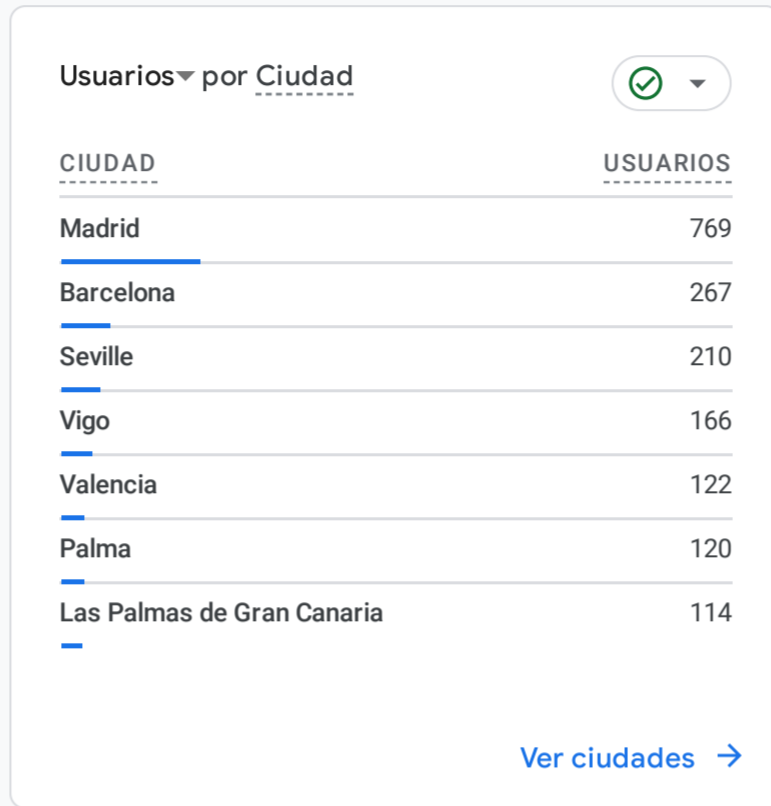 Usuarios por Ciudad
CIUDAD USUARIOS
Madrid 769
Barcelona 267
Seville 210
Vigo 166
Valencia 122
Palma 120
Las Palmas de Gran Canaria 114
Ver ciudades